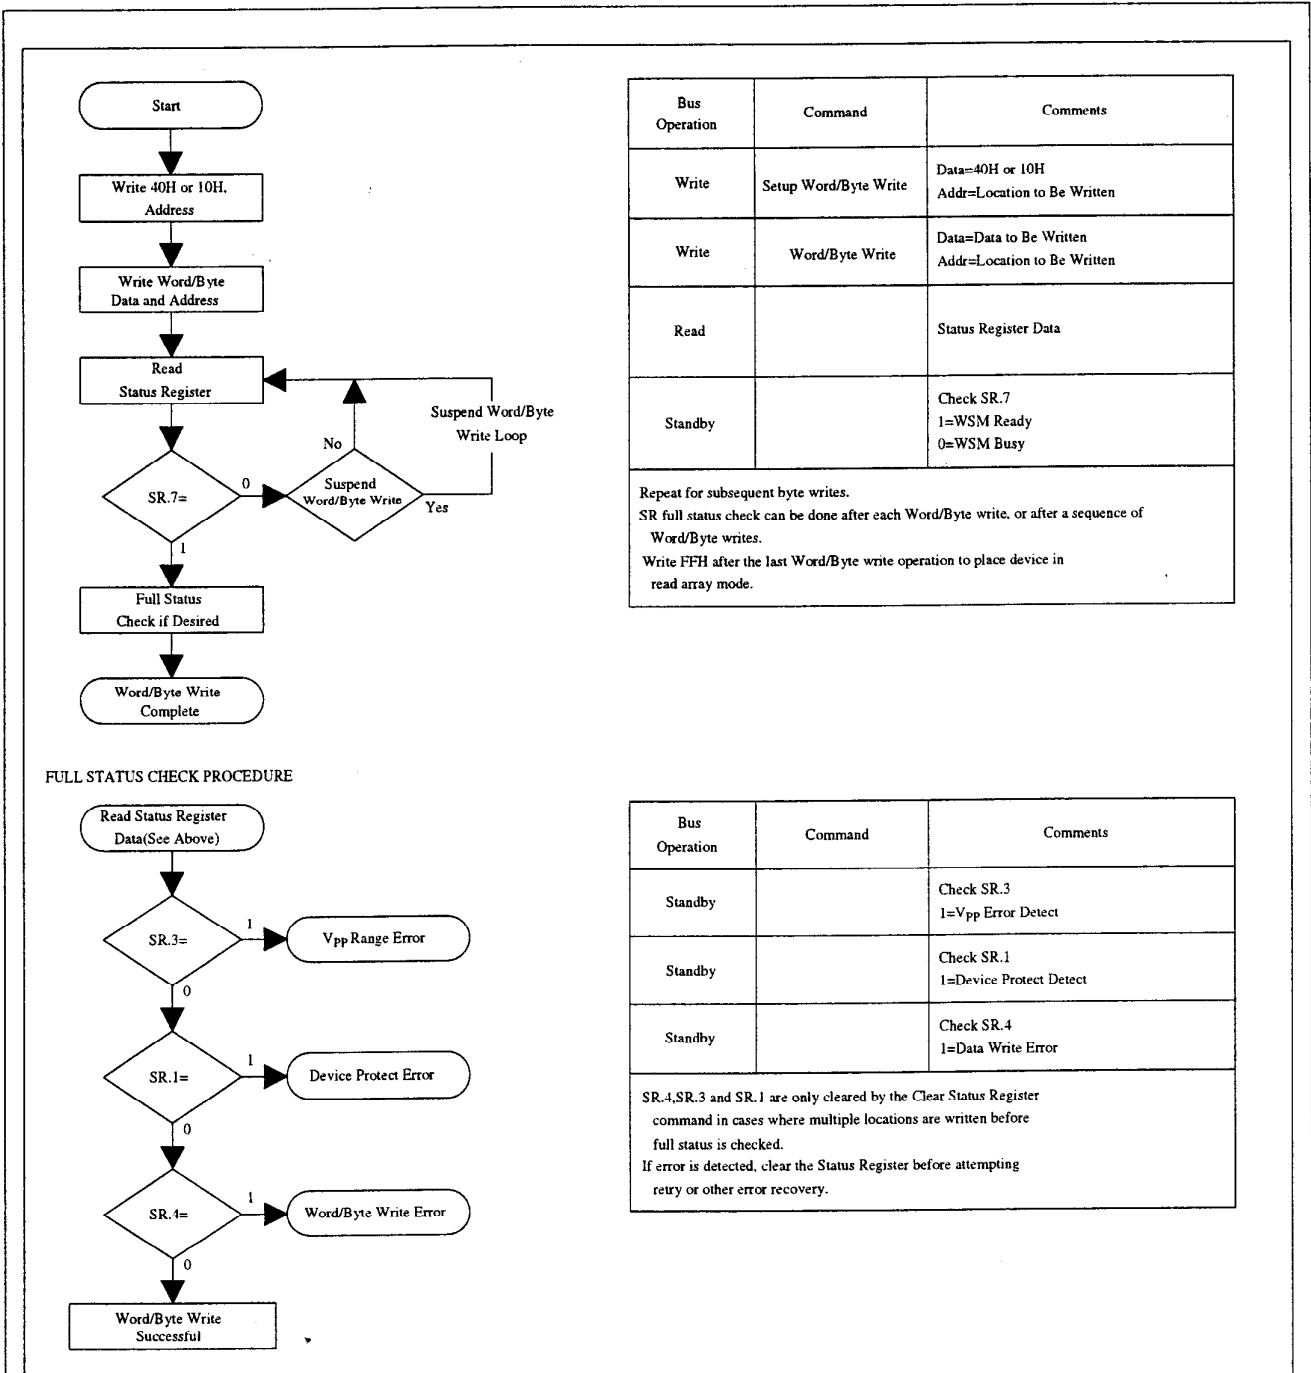 Start
Write 40H or 10H,
Address
Write Word/Byte
Data and Address
Read
Status Register
Suspend Word/Byte
Write Loop
No
SR.7=
0
Suspend
Word/Byte Write
Yes
1
Full Status
Check if Desired
Word/Byte Write
Complete
Bus
Operation
Command
Comments
Write
Setup Word/Byte Write
Data=40H or 10H
Addr=Location to Be Written
Write
Word/Byte Write
Data=Data to Be Written
Addr=Location to Be Written
Read
Status Register Data
Standby
Check SR.7
1=WSM Ready
0=WSM Busy
Repeat for subsequent byte writes.
SR full status check can be done after each Word/Byte write, or after a sequence of
Word/Byte writes.
Write FFH after the last Word/Byte write operation to place device in
read array mode.
FULL STATUS CHECK PROCEDURE
Read Status Register
Data(See Above)
SR.3=
1
VPP Range Error
0
SR.1=
1
Device Protect Error
0
SR.4=
1
Word/Byte Write Error
0
Word/Byte Write
Successful
Bus
Operation
Command
Comments
Standby
Check SR.3
1=VPP Error Detect
Standby
Check SR.1
1=Device Protect Detect
Standby
Check SR.4
1=Data Write Error
SR.4,SR.3 and SR.1 are only cleared by the Clear Status Register
command in cases where multiple locations are written before
full status is checked.
If error is detected, clear the Status Register before attempting
retry or other error recovery.